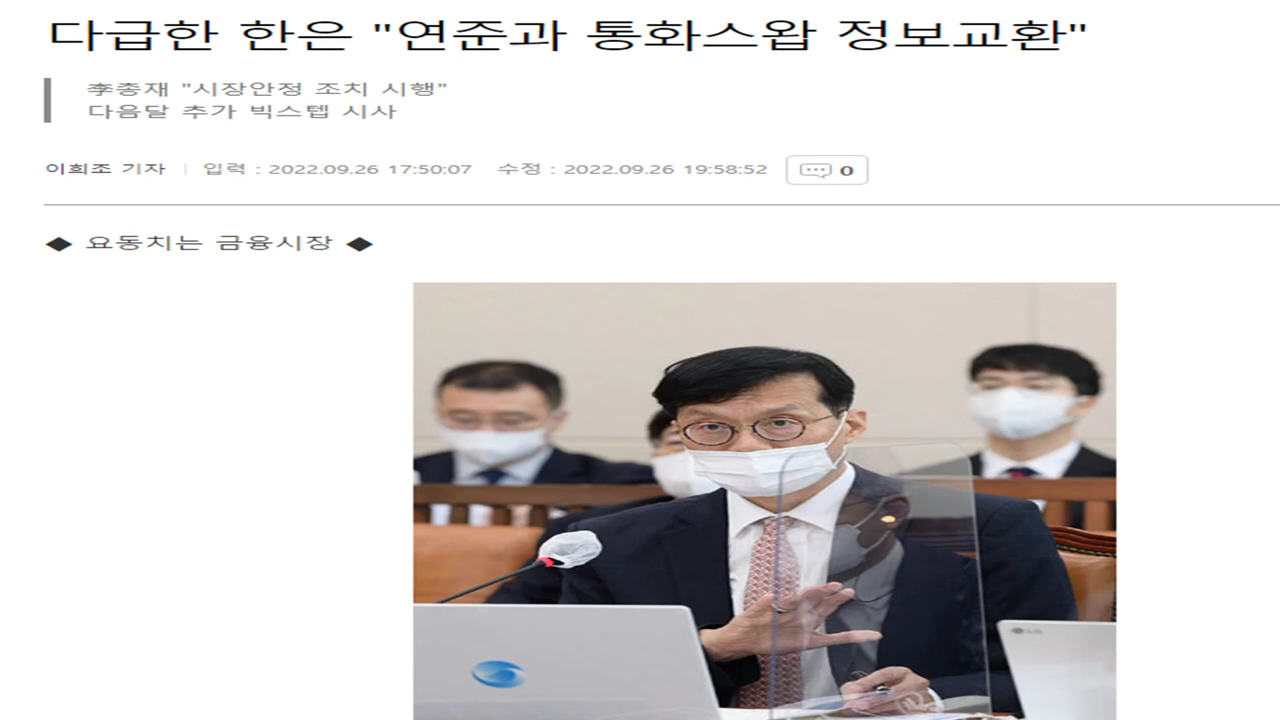 다급한 한은 "연준과 통화스왑 정보교환"
李총재 "시장안정 조치 시행"
다음달 추가 빅스텝 시사
이희조 기자 | 입력 : 2022.09.26 17:50:07 수정 : 2022.09.26 19:58:52 0
◆ 요동치는 금융시장 ◆
LG